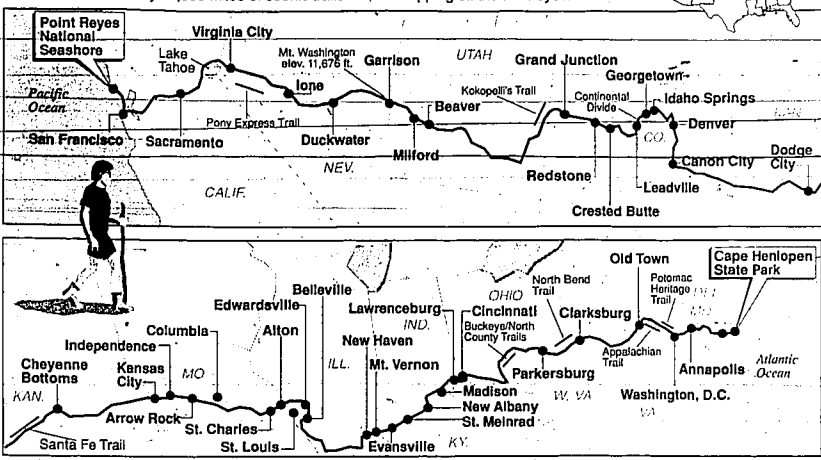 Point Reyes
National
Seashore
Virginia City
Lake
Tahoe
Mt. Washington
elev. 11,676 ft.
Ione
Garrison
UTAH
Grand Junction
Georgetown
Kokopelli's Trail
Continental
Divide
Idaho Springs
Pacific
Ocean
Pony Express Trail
Beaver
Denver
CO.
San Francisco
Sacramento
Duckwater
Milford
Canon City
Dodge
City
NEV.
Redstone
Leadville
CALIF.
Crested Butte
Old Town
Cape Henlopen
State Park
Belleville
North Bend
Trail
Potomac
Heritage
Trail
Edwardsville
Lawrenceburg
OHIO
Cincinnati
Clarksburg
Columbia
Alton
IND.
Buckeye/North
County Trails
Independence
New Haven
Cheyenne
Bottoms
Kansas
City
MO
ILL.
Mt. Vernon
Appalachian
Trail
Annapolis
Atlantic
Ocean
Madison
Parkersburg
KAN.
W. VA
Washington, D.C.
Arrow Rock
New Albany
VA
St. Charles
St. Meinrad
Santa Fe Trail
St. Louis
Evansville
KY.